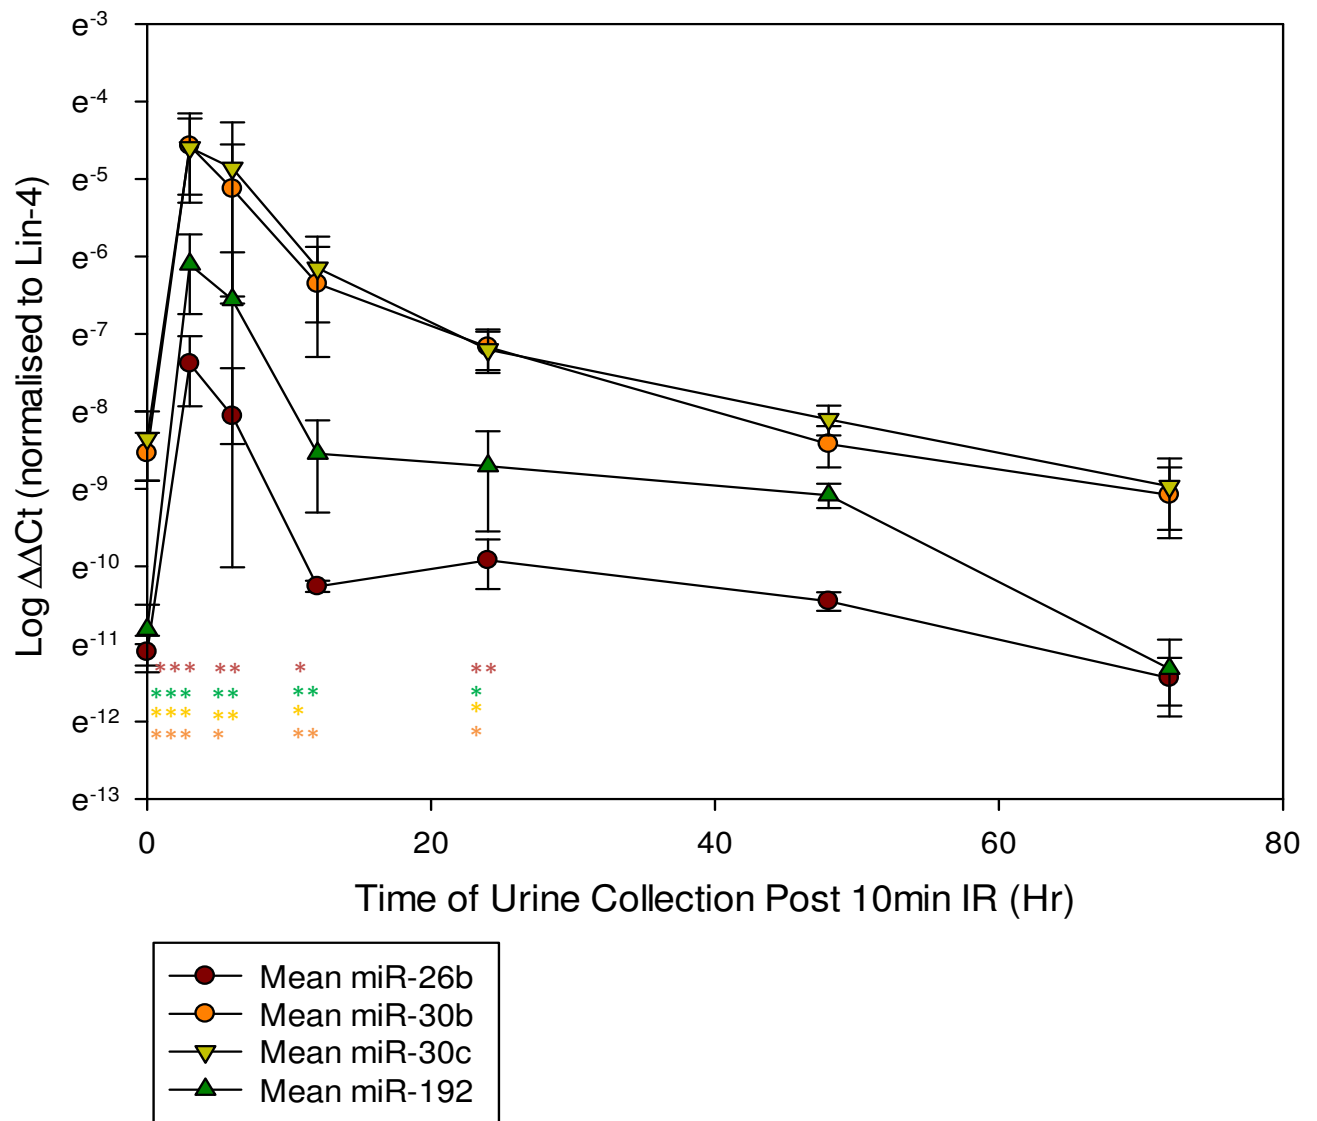 e-3
e-4
e-5
e-6
e-7
e-8
e-9
e-10
e-11
e-12
e-13
Log ΔΔCt (normalised to Lin-4)
*** ** * **
*** ** ** *
*** ** * *
*** * ** *
0 20 40 60 80
Time of Urine Collection Post 10min IR (Hr)
Mean miR-26b
Mean miR-30b
Mean miR-30c
Mean miR-192